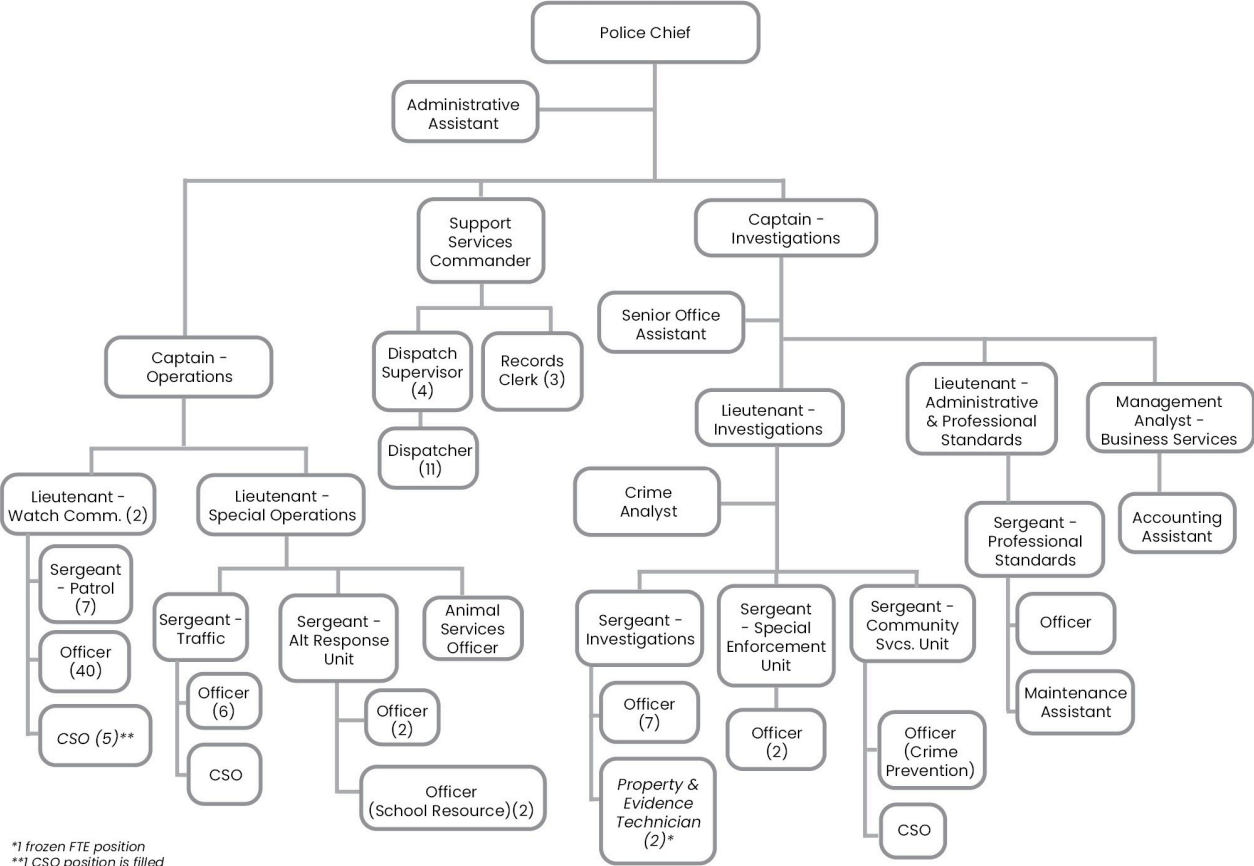 Police Chief
Administrative
Assistant
Support
Services
Commander
Captain -
Investigations
Senior Office
Assistant
Captain -
Operations
Dispatch
Supervisor
(4)
Records
Clerk (3)
Dispatcher
(11)
Lieutenant -
Investigations
Lieutenant -
Administrative
& Professional
Standards
Management
Analyst -
Business Services
Lieutenant -
Watch Comm. (2)
Lieutenant -
Special Operations
Crime
Analyst
Sergeant -
Professional
Standards
Accounting
Assistant
Sergeant
- Patrol
(7)
Officer
(40)
CSO (5)**
Sergeant -
Traffic
Officer
(6)
CSO
Sergeant -
Alt Response
Unit
Officer
(2)
Officer
(School Resource)(2)
Animal
Services
Officer
Sergeant -
Investigations
Officer
(7)
Property &
Evidence
Technician
(2)*
Sergeant
- Special
Enforcement
Unit
Officer
(2)
Sergeant -
Community
Svcs. Unit
Officer
(Crime
Prevention)
CSO
Officer
Maintenance
Assistant
*1 frozen FTE position
**1 CSO position is filled